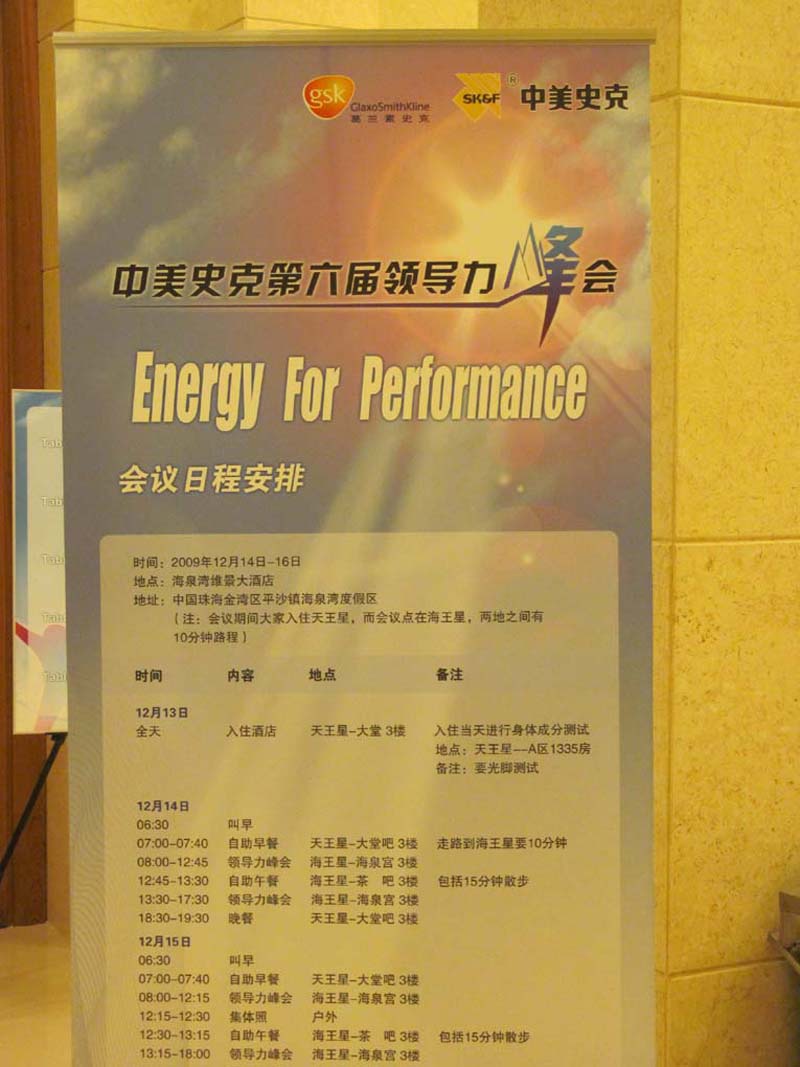 gsk
GlaxoSmithKline
葛兰素史克
SK&F ® 中美史克
中美史克第六届领导力峰会
Energy For Performance
会议日程安排
时间：2009年12月14日-16日
地点：海泉湾维景大酒店
地址：中国珠海金湾区平沙镇海泉湾度假区
（注：会议期间大家入住天王星，而会议点在海王星，两地之间有
10分钟路程）
时间 内容 地点 备注
12月13日
全天 入住酒店 天王星-大堂 3楼 入住当天进行身体成分测试
地点：天王星--A区1335房
备注：要光脚测试
12月14日
06:30 叫早
07:00-07:40 自助早餐 天王星-大堂吧 3楼 走路到海王星要10分钟
08:00-12:45 领导力峰会 海王星-海泉宫 3楼
12:45-13:30 自助午餐 海王星-茶 吧 3楼 包括15分钟散步
13:30-17:30 领导力峰会 海王星-海泉宫 3楼
18:30-19:30 晚餐 天王星-大堂吧 3楼
12月15日
06:30 叫早
07:00-07:40 自助早餐 天王星-大堂吧 3楼
08:00-12:15 领导力峰会 海王星-海泉宫 3楼
12:15-12:30 集体照 户外
12:30-13:15 自助午餐 海王星-茶 吧 3楼 包括15分钟散步
13:15-18:00 领导力峰会 海王星-海泉宫 3楼
Tab
Tab
Tab
Tab
Tab